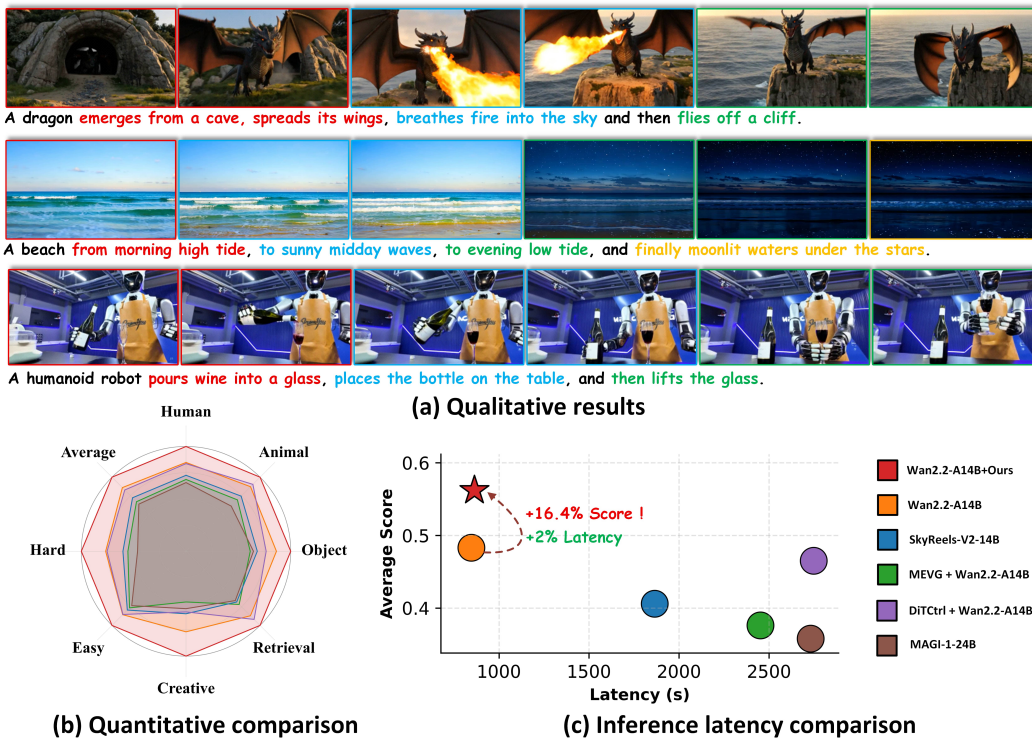 A dragon emerges from a cave, spreads its wings, breathes fire into the sky and then flies off a cliff.
A beach from morning high tide, to sunny midday waves, to evening low tide, and finally moonlit waters under the stars.
A humanoid robot pours wine into a glass, places the bottle on the table, and then lifts the glass.
(a) Qualitative results
Human
Average
Animal
Hard
Object
Easy
Retrieval
Creative
(b) Quantitative comparison
Average Score
0.6
0.5
0.4
+16.4% Score !
+2% Latency
1000
1500
2000
2500
Latency (s)
Wan2.2-A14B+Ours
Wan2.2-A14B
SkyReels-V2-14B
MEVG + Wan2.2-A14B
DiTCtrl + Wan2.2-A14B
MAGI-1-24B
(c) Inference latency comparison